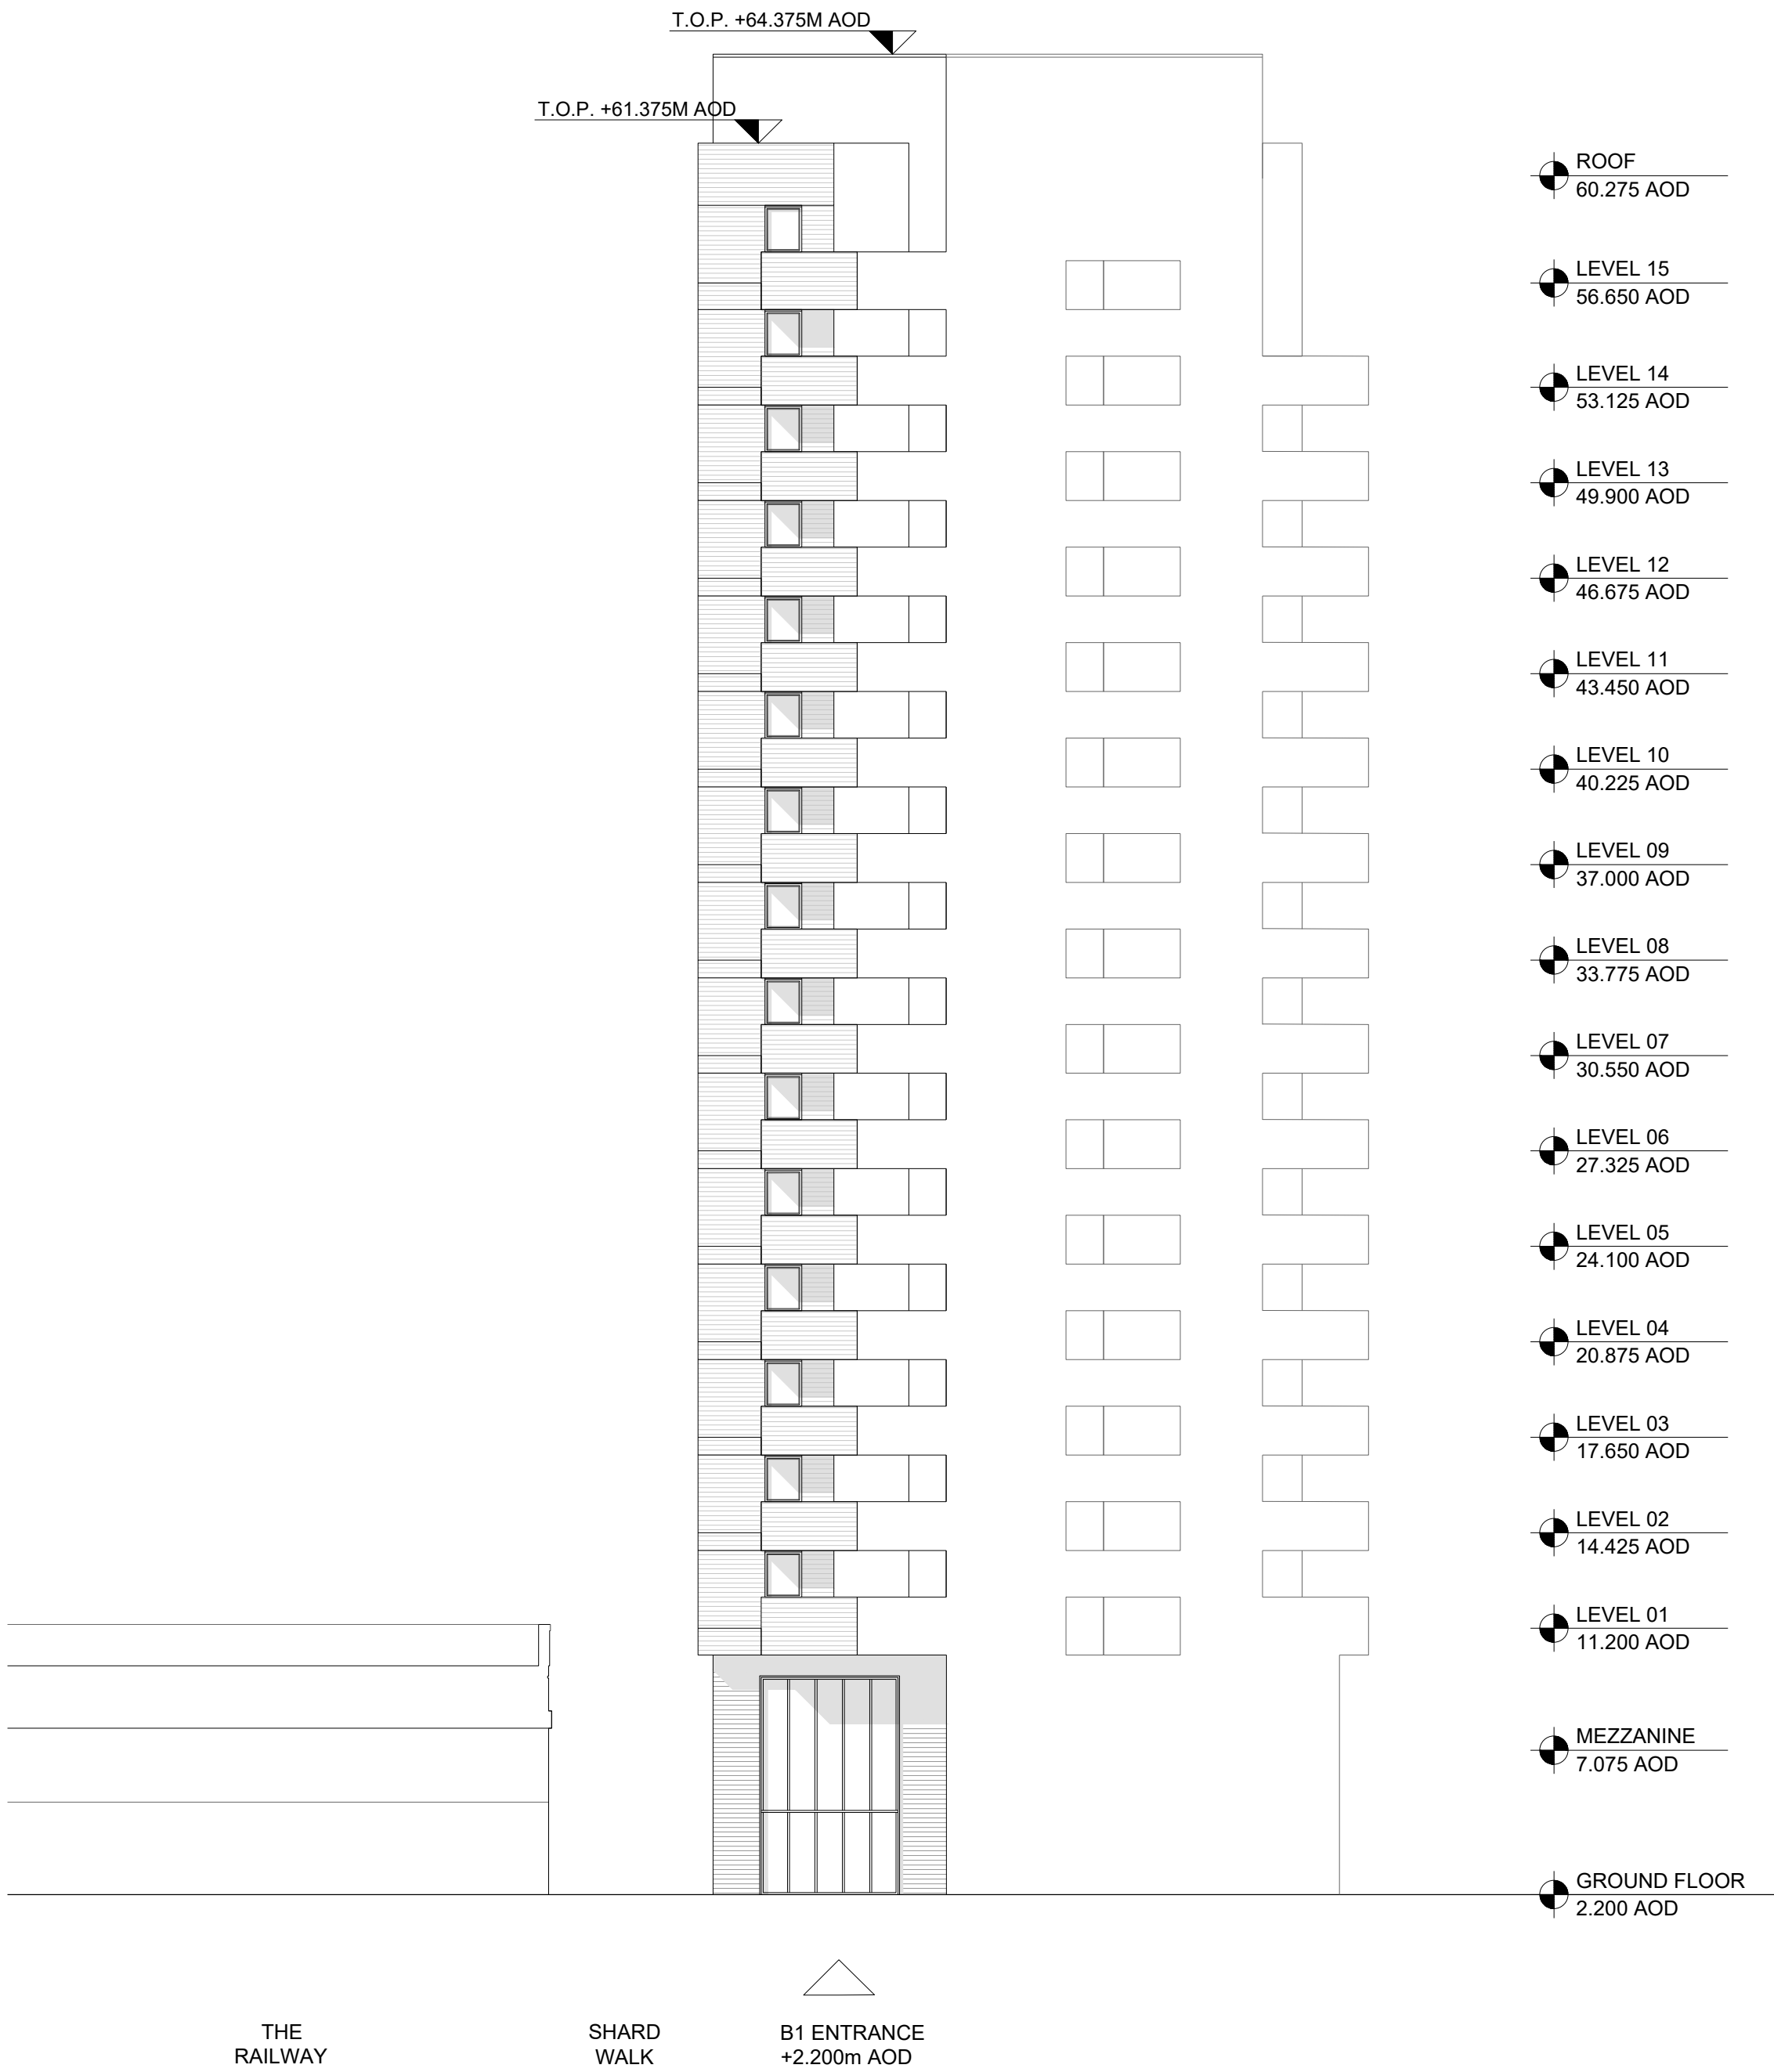 T.O.P. +64.375M AOD
T.O.P. +61.375M AOD
ROOF
60.275 AOD
LEVEL 15
56.650 AOD
LEVEL 14
53.125 AOD
LEVEL 13
49.900 AOD
LEVEL 12
46.675 AOD
LEVEL 11
43.450 AOD
LEVEL 10
40.225 AOD
LEVEL 09
37.000 AOD
LEVEL 08
33.775 AOD
LEVEL 07
30.550 AOD
LEVEL 06
27.325 AOD
LEVEL 05
24.100 AOD
LEVEL 04
20.875 AOD
LEVEL 03
17.650 AOD
LEVEL 02
14.425 AOD
LEVEL 01
11.200 AOD
MEZZANINE
7.075 AOD
GROUND FLOOR
2.200 AOD
THE
RAILWAY
SHARD
WALK
B1 ENTRANCE
+2.200m AOD